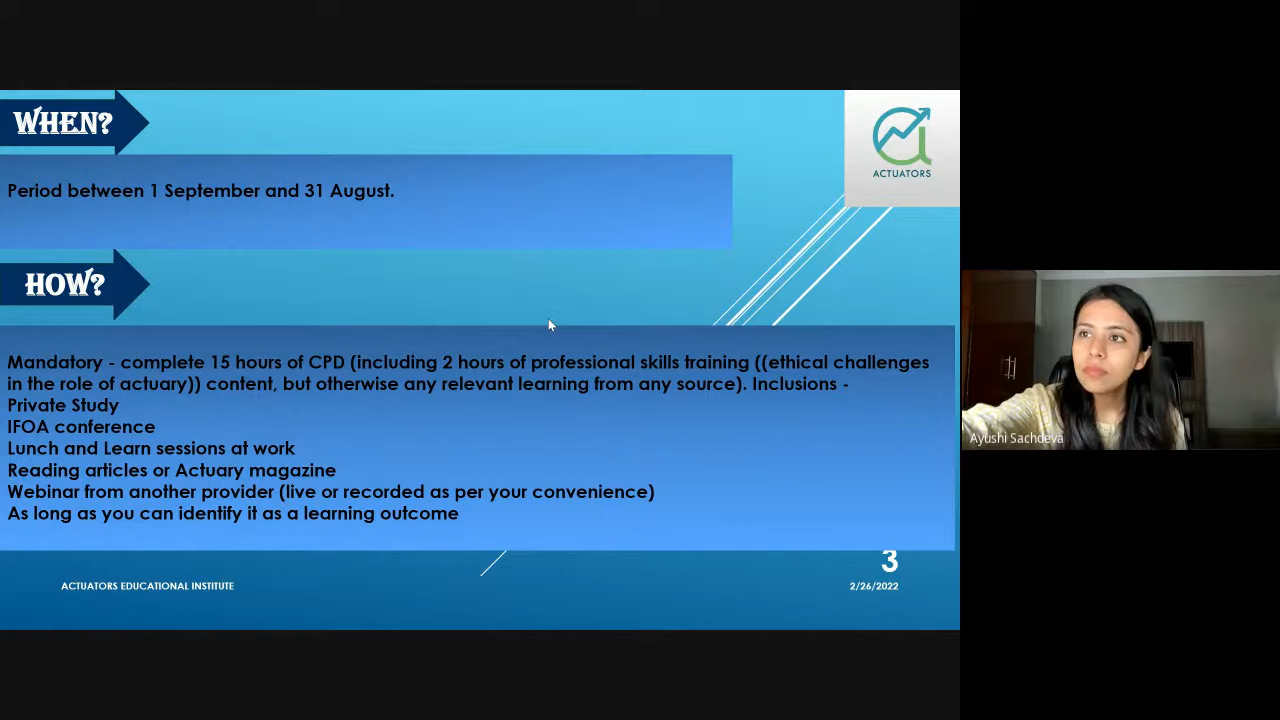 WHEN?
ACTUATORS
Period between 1 September and 31 August.
HOW?
Mandatory - complete 15 hours of CPD (including 2 hours of professional skills training ((ethical challenges
in the role of actuary)) content, but otherwise any relevant learning from any source). Inclusions -
Private Study
IFOA conference
Lunch and Learn sessions at work
Reading articles or Actuary magazine
Webinar from another provider (live or recorded as per your convenience)
As long as you can identify it as a learning outcome
Ayushi Sachdeva
3
ACTUATORS EDUCATIONAL INSTITUTE
2/26/2022